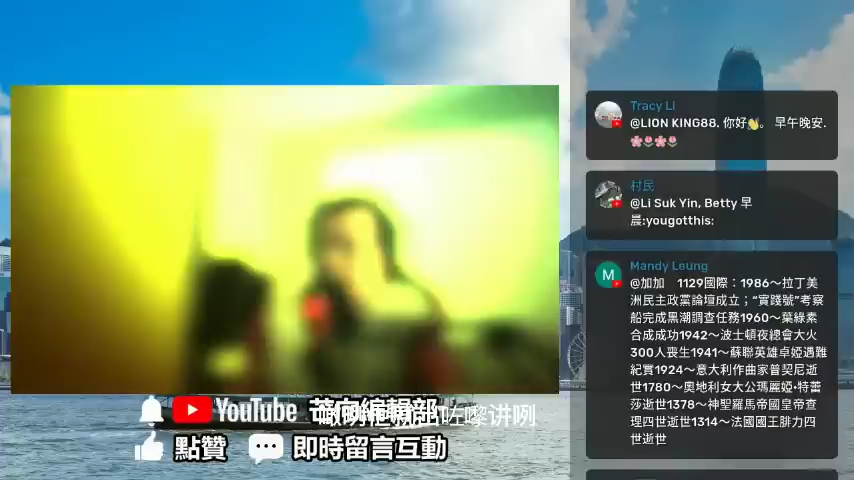 Tracy Li
@LION KING88. 你好👋。 早午晚安.
🌸🌷🌸🌷
村民
@Li Suk Yin, Betty 早
晨:yougotthis:
M
Mandy Leung
@加加 1129國際：1986～拉丁美
洲民主政黨論壇成立；“實踐號”考察
船完成黑潮調查任務1960～葉綠素
合成成功1942～波士頓夜總會大火
300人喪生1941～蘇聯英雄卓婭遇難
紀實1924～意大利作曲家普契尼逝
世1780～奧地利女大公瑪麗婭•特蕾
莎逝世1378～神聖羅馬帝國皇帝查
理四世逝世1314～法國國王腓力四
世逝世
YouTube
點贊 即時留言互動